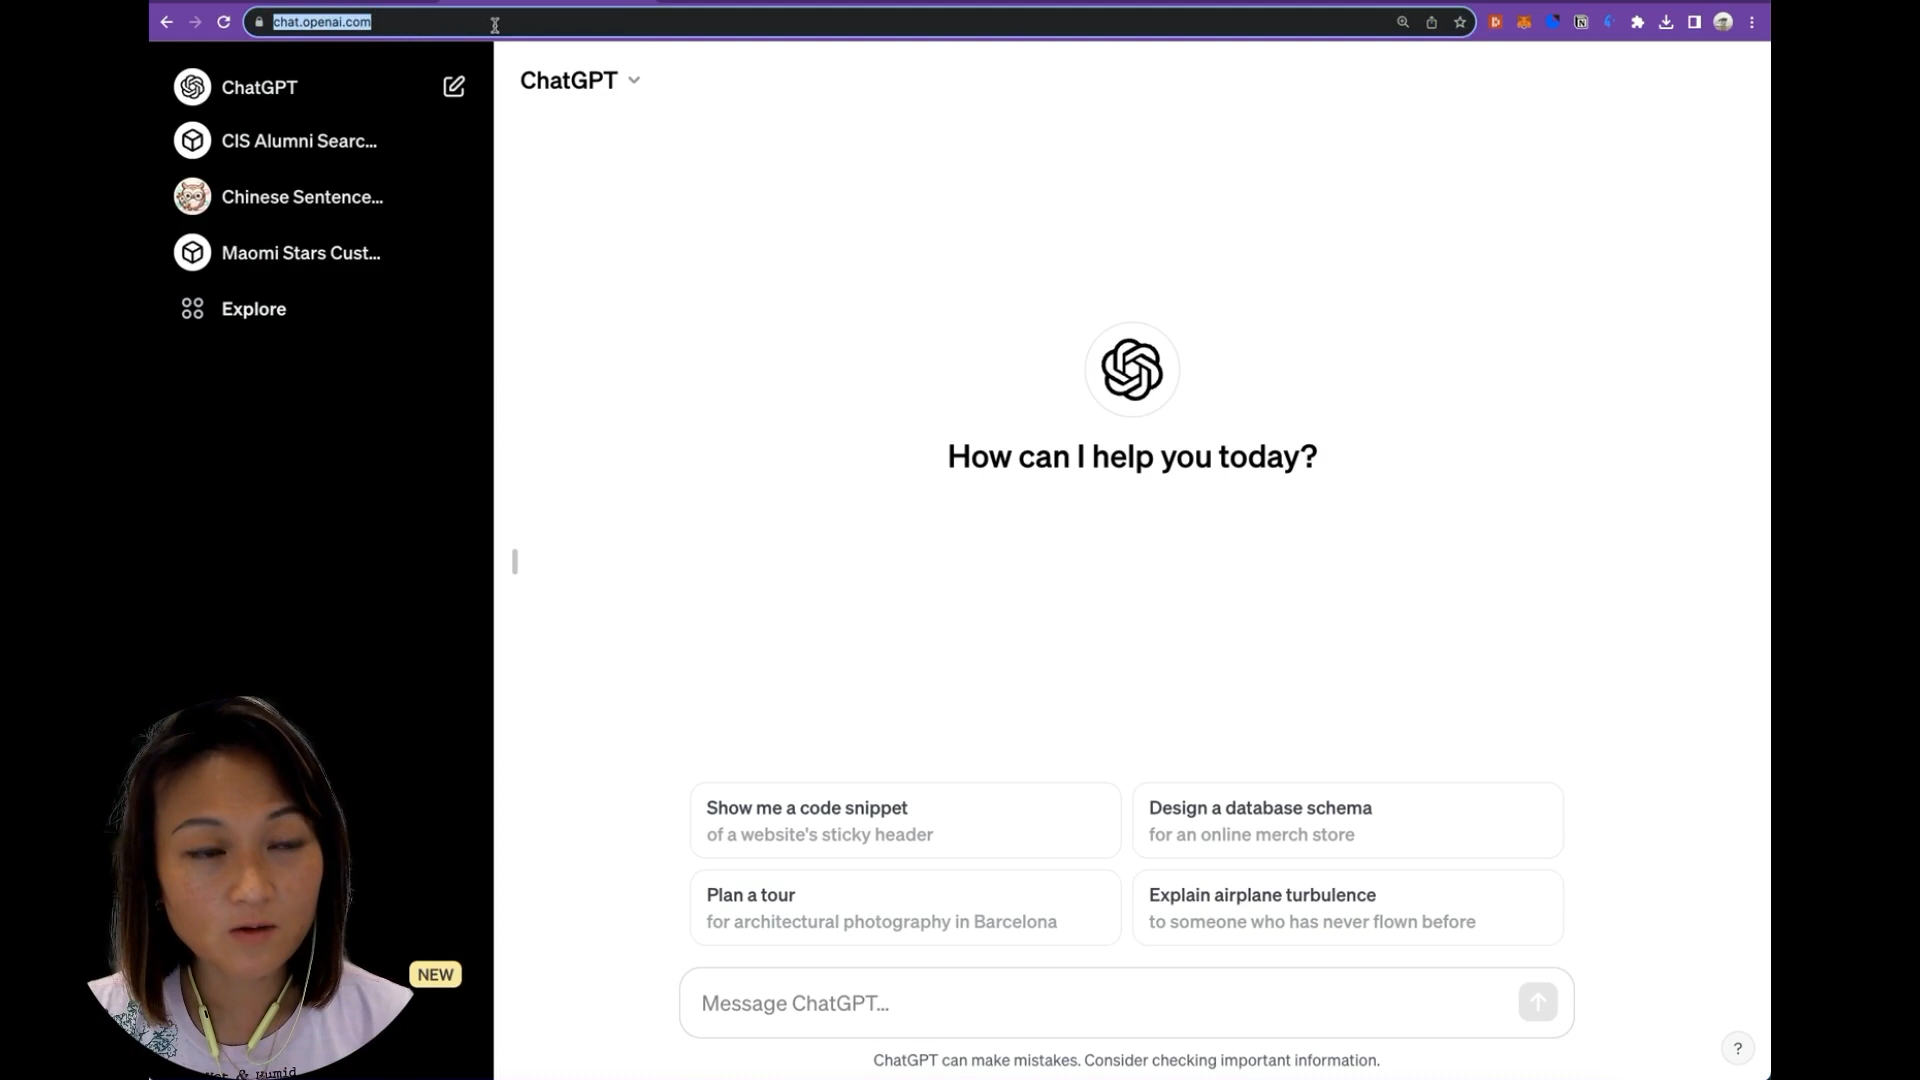 chat.openai.com
ChatGPT
CIS Alumni Searc...
Chinese Sentence...
Maomi Stars Cust...
Explore
NEW
ChatGPT
How can I help you today?
Show me a code snippet
of a website's sticky header
Design a database schema
for an online merch store
Plan a tour
for architectural photography in Barcelona
Explain airplane turbulence
to someone who has never flown before
Message ChatGPT...
ChatGPT can make mistakes. Consider checking important information.
?
& Humid